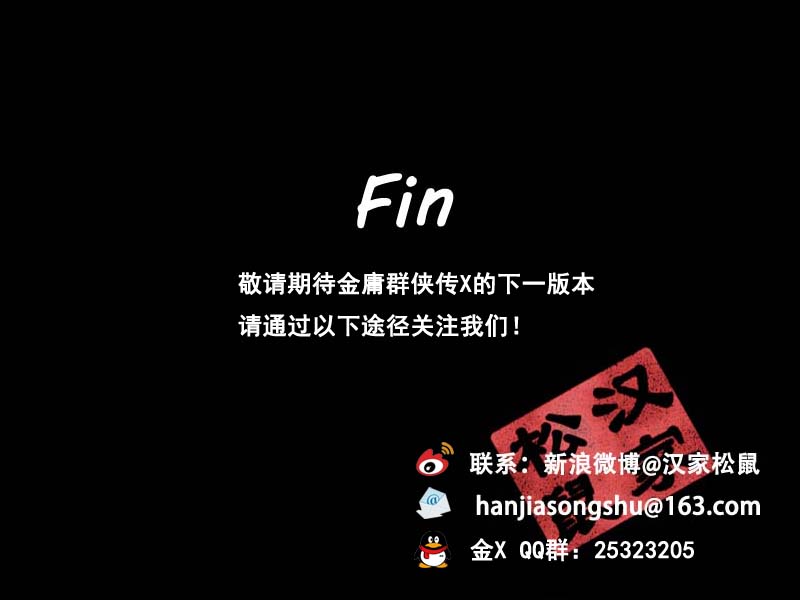 Fin
敬请期待金庸群侠传X的下一版本
请通过以下途径关注我们！
汉家
松鼠
联系：新浪微博@汉家松鼠
@
hanjiasongshu@163.com
金X QQ群：25323205